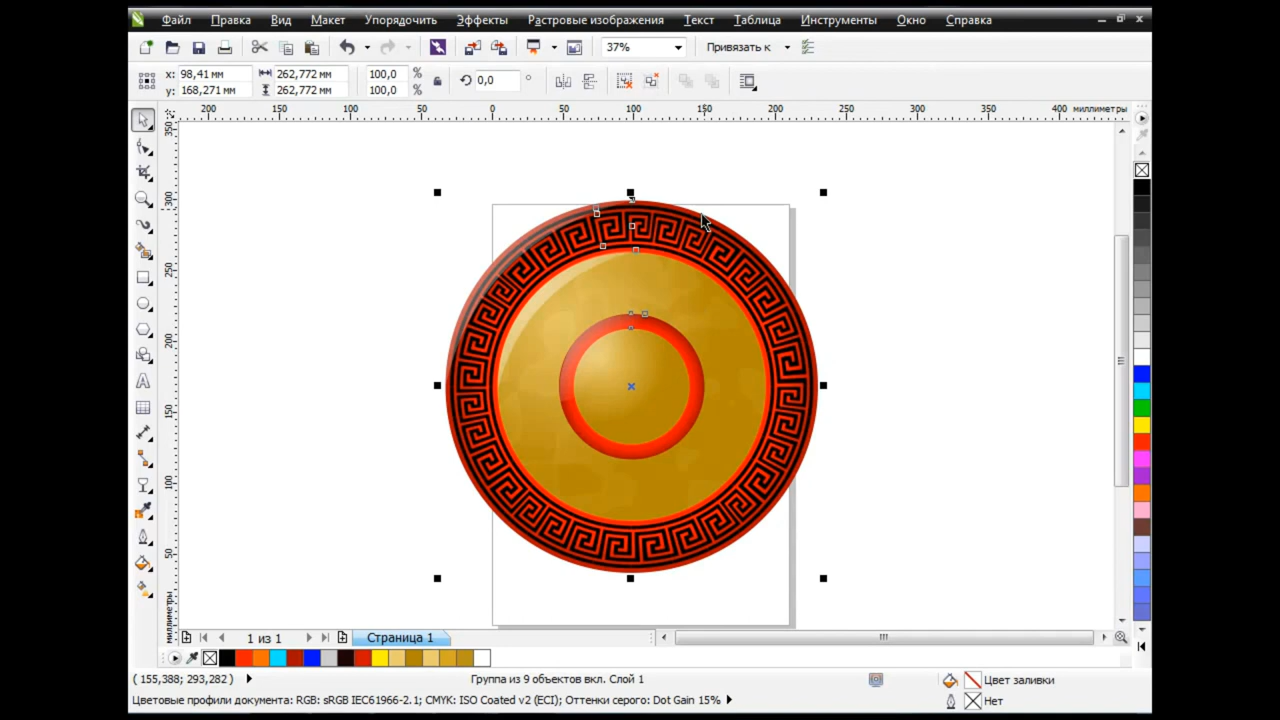 Файл Правка Вид Макет Упорядочить Эффекты Растровые изображения Текст Таблица Инструменты Окно Справка
37% Привязать к
x: 98,41 мм 262,772 мм 100,0 % 0,0 °
y: 168,271 мм 262,772 мм 100,0 %
200 150 100 50 0 50 100 150 200 250 300 350 400 миллиметры
350
300
250
200
150
100
50
миллиметры
1 из 1 Страница 1
( 155,388; 293,282 ) Группа из 9 объектов вкл. Слой 1 Цвет заливки
Цветовые профили документа: RGB: sRGB IEC61966-2.1; CMYK: ISO Coated v2 (ECI); Оттенки серого: Dot Gain 15% Нет